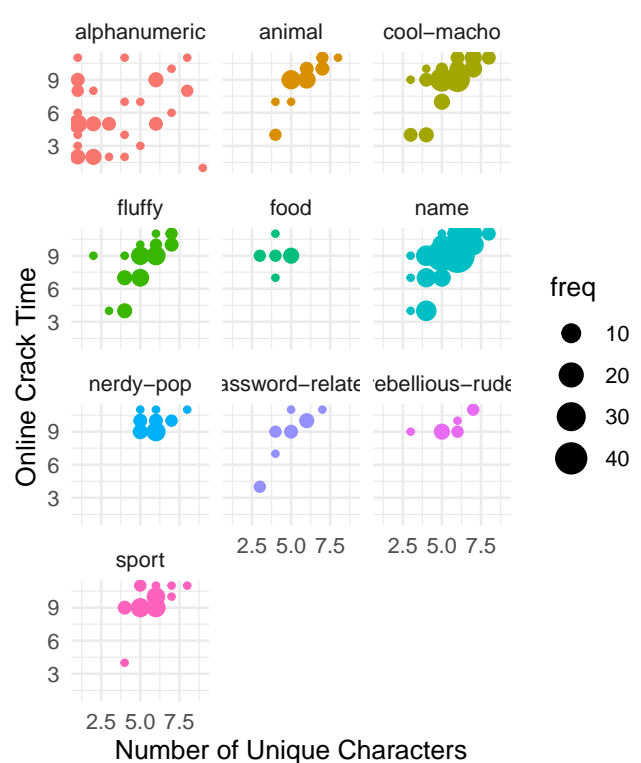 alphanumeric animal cool−macho
9
6
3
fluffy food name
9
6
3
nerdy−pop assword−relate rebellious−rude
9
6
3
2.5 5.0 7.5 2.5 5.0 7.5
sport
9
6
3
2.5 5.0 7.5
Number of Unique Characters
Online Crack Time
freq
10
20
30
40